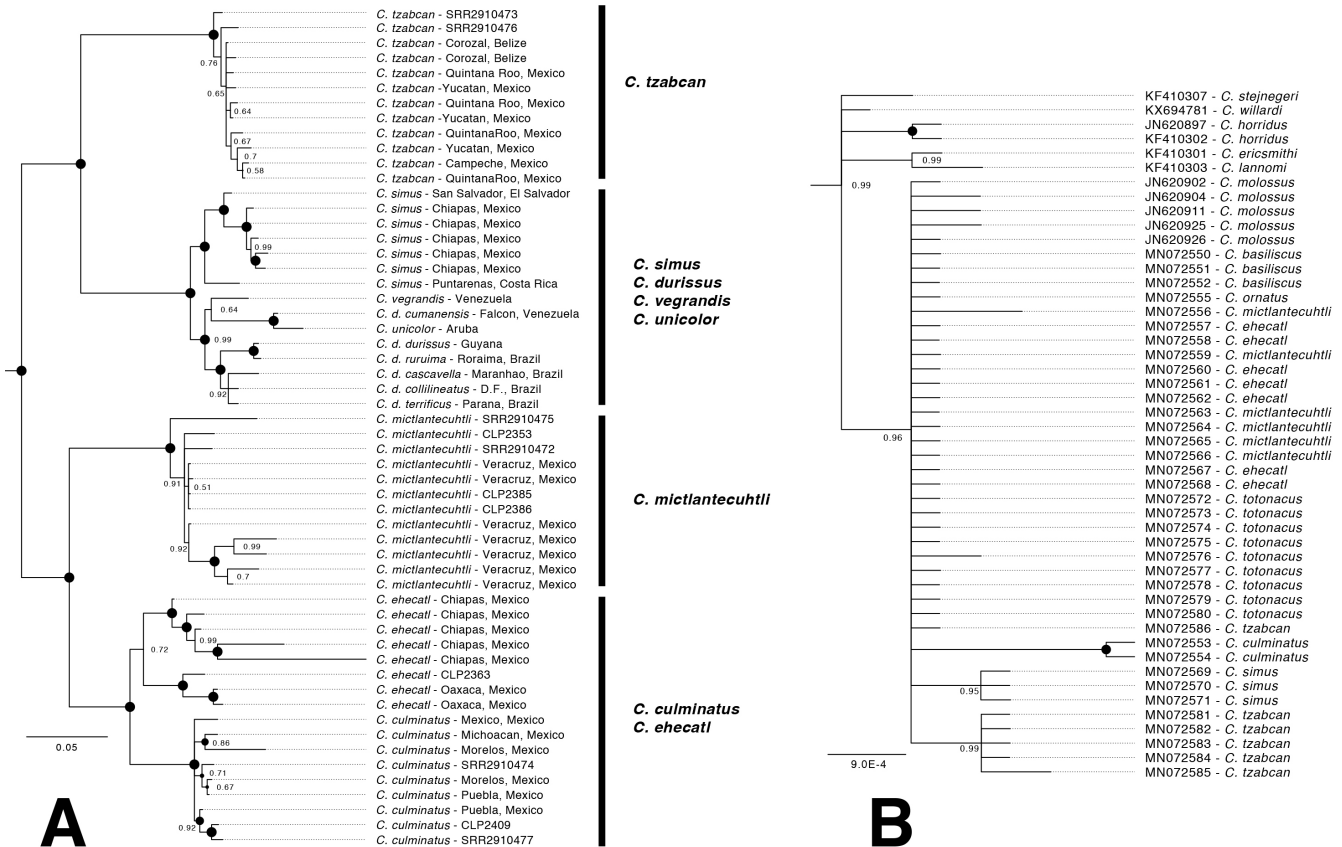 C. tzabcan - SRR2910473
C. tzabcan - SRR2910476
C. tzabcan - Corozal, Belize
C. tzabcan - Corozal, Belize
C. tzabcan - Quintana Roo, Mexico
C. tzabcan -Yucatan, Mexico
C. tzabcan - Quintana Roo, Mexico
C. tzabcan -Yucatan, Mexico
C. tzabcan - QuintanaRoo, Mexico
C. tzabcan - Yucatan, Mexico
C. tzabcan - Campeche, Mexico
C. tzabcan - QuintanaRoo, Mexico
0.76
0.65
0.64
0.67
0.7
0.58
C. tzabcan
C. simus - San Salvador, El Salvador
C. simus - Chiapas, Mexico
C. simus - Chiapas, Mexico
C. simus - Chiapas, Mexico
C. simus - Chiapas, Mexico
C. simus - Chiapas, Mexico
C. simus - Puntarenas, Costa Rica
C. vegrandis - Venezuela
C. d. cumanensis - Falcon, Venezuela
C. unicolor - Aruba
C. d. durissus - Guyana
C. d. ruruima - Roraima, Brazil
C. d. cascavella - Maranhao, Brazil
C. d. collilineatus - D.F., Brazil
C. d. terrificus - Parana, Brazil
0.99
0.64
0.99
0.92
C. simus
C. durissus
C. vegrandis
C. unicolor
C. mictlantecuhtli - SRR2910475
C. mictlantecuhtli - CLP2353
C. mictlantecuhtli - SRR2910472
C. mictlantecuhtli - Veracruz, Mexico
C. mictlantecuhtli - Veracruz, Mexico
C. mictlantecuhtli - CLP2385
C. mictlantecuhtli - CLP2386
C. mictlantecuhtli - Veracruz, Mexico
C. mictlantecuhtli - Veracruz, Mexico
C. mictlantecuhtli - Veracruz, Mexico
C. mictlantecuhtli - Veracruz, Mexico
C. mictlantecuhtli - Veracruz, Mexico
0.91
0.51
0.92
0.99
0.7
C. mictlantecuhtli
C. ehecatl - Chiapas, Mexico
C. ehecatl - Chiapas, Mexico
C. ehecatl - Chiapas, Mexico
C. ehecatl - Chiapas, Mexico
C. ehecatl - Chiapas, Mexico
C. ehecatl - CLP2363
C. ehecatl - Oaxaca, Mexico
C. ehecatl - Oaxaca, Mexico
C. culminatus - Mexico, Mexico
C. culminatus - Michoacan, Mexico
C. culminatus - Morelos, Mexico
C. culminatus - SRR2910474
C. culminatus - Morelos, Mexico
C. culminatus - Puebla, Mexico
C. culminatus - Puebla, Mexico
C. culminatus - CLP2409
C. culminatus - SRR2910477
0.99
0.72
0.86
0.71
0.67
0.92
C. culminatus
C. ehecatl
0.05
A
KF410307 - C. stejnegeri
KX694781 - C. willardi
JN620897 - C. horridus
KF410302 - C. horridus
KF410301 - C. ericsmithi
KF410303 - C. lannomi
JN620902 - C. molossus
JN620904 - C. molossus
JN620911 - C. molossus
JN620925 - C. molossus
JN620926 - C. molossus
MN072550 - C. basiliscus
MN072551 - C. basiliscus
MN072552 - C. basiliscus
MN072555 - C. ornatus
MN072556 - C. mictlantecuhtli
MN072557 - C. ehecatl
MN072558 - C. ehecatl
MN072559 - C. mictlantecuhtli
MN072560 - C. ehecatl
MN072561 - C. ehecatl
MN072562 - C. ehecatl
MN072563 - C. mictlantecuhtli
MN072564 - C. mictlantecuhtli
MN072565 - C. mictlantecuhtli
MN072566 - C. mictlantecuhtli
MN072567 - C. ehecatl
MN072568 - C. ehecatl
MN072572 - C. totonacus
MN072573 - C. totonacus
MN072574 - C. totonacus
MN072575 - C. totonacus
MN072576 - C. totonacus
MN072577 - C. totonacus
MN072578 - C. totonacus
MN072579 - C. totonacus
MN072580 - C. totonacus
MN072586 - C. tzabcan
MN072553 - C. culminatus
MN072554 - C. culminatus
MN072569 - C. simus
MN072570 - C. simus
MN072571 - C. simus
MN072581 - C. tzabcan
MN072582 - C. tzabcan
MN072583 - C. tzabcan
MN072584 - C. tzabcan
MN072585 - C. tzabcan
0.99
0.99
0.96
0.95
0.99
9.0E-4
B